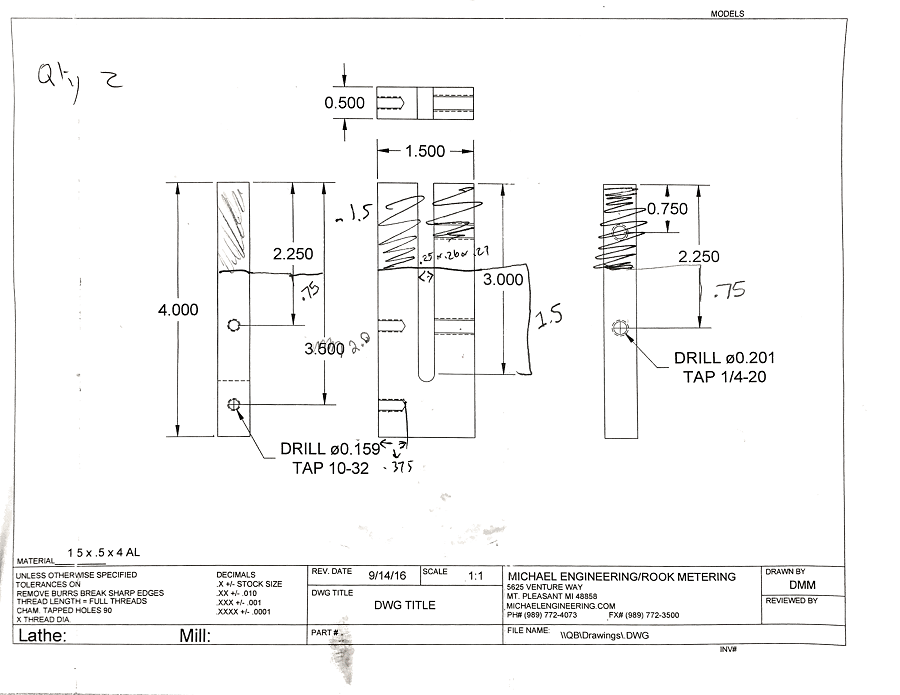 MODELS
Qty 2
0.500
1.500
-1.5
2.250
.75
4.000
3.500
2.0
.25 or .26 or .27
3.000
1.5
0.750
2.250
.75
DRILL ø0.201
TAP 1/4-20
DRILL ø0.159
TAP 10-32
.375
MATERIAL 1 5 x .5 x 4 AL
UNLESS OTHERWISE SPECIFIED
TOLERANCES ON
REMOVE BURRS BREAK SHARP EDGES
THREAD LENGTH = FULL THREADS
CHAM. TAPPED HOLES 90
X THREAD DIA.
DECIMALS
.X +/- STOCK SIZE
.XX +/- .010
.XXX +/- .001
.XXXX +/- .0001
Lathe: Mill:
REV. DATE 9/14/16
SCALE 1:1
DWG TITLE
DWG TITLE
PART #
MICHAEL ENGINEERING/ROOK METERING
5625 VENTURE WAY
MT. PLEASANT MI 48858
MICHAELENGINEERING.COM
PH# (989) 772-4073 FX# (989) 772-3500
FILE NAME: \\QB\Drawings\.DWG
DRAWN BY
DMM
REVIEWED BY
INV#